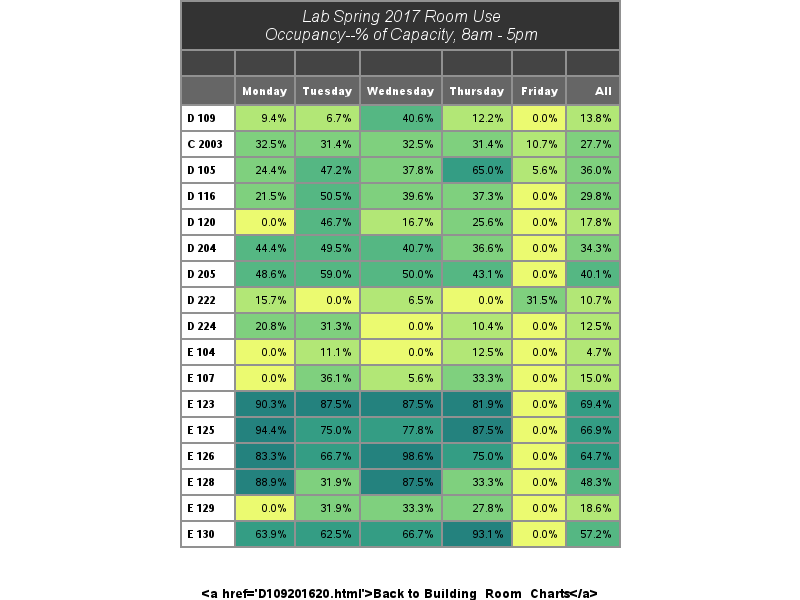 Lab Spring 2017 Room Use
Occupancy--% of Capacity, 8am - 5pm
Monday Tuesday Wednesday Thursday Friday All
D 109 9.4% 6.7% 40.6% 12.2% 0.0% 13.8%
C 2003 32.5% 31.4% 32.5% 31.4% 10.7% 27.7%
D 105 24.4% 47.2% 37.8% 65.0% 5.6% 36.0%
D 116 21.5% 50.5% 39.6% 37.3% 0.0% 29.8%
D 120 0.0% 46.7% 16.7% 25.6% 0.0% 17.8%
D 204 44.4% 49.5% 40.7% 36.6% 0.0% 34.3%
D 205 48.6% 59.0% 50.0% 43.1% 0.0% 40.1%
D 222 15.7% 0.0% 6.5% 0.0% 31.5% 10.7%
D 224 20.8% 31.3% 0.0% 10.4% 0.0% 12.5%
E 104 0.0% 11.1% 0.0% 12.5% 0.0% 4.7%
E 107 0.0% 36.1% 5.6% 33.3% 0.0% 15.0%
E 123 90.3% 87.5% 87.5% 81.9% 0.0% 69.4%
E 125 94.4% 75.0% 77.8% 87.5% 0.0% 66.9%
E 126 83.3% 66.7% 98.6% 75.0% 0.0% 64.7%
E 128 88.9% 31.9% 87.5% 33.3% 0.0% 48.3%
E 129 0.0% 31.9% 33.3% 27.8% 0.0% 18.6%
E 130 63.9% 62.5% 66.7% 93.1% 0.0% 57.2%
<a href='D109201620.html'>Back to Building_Room_Charts</a>